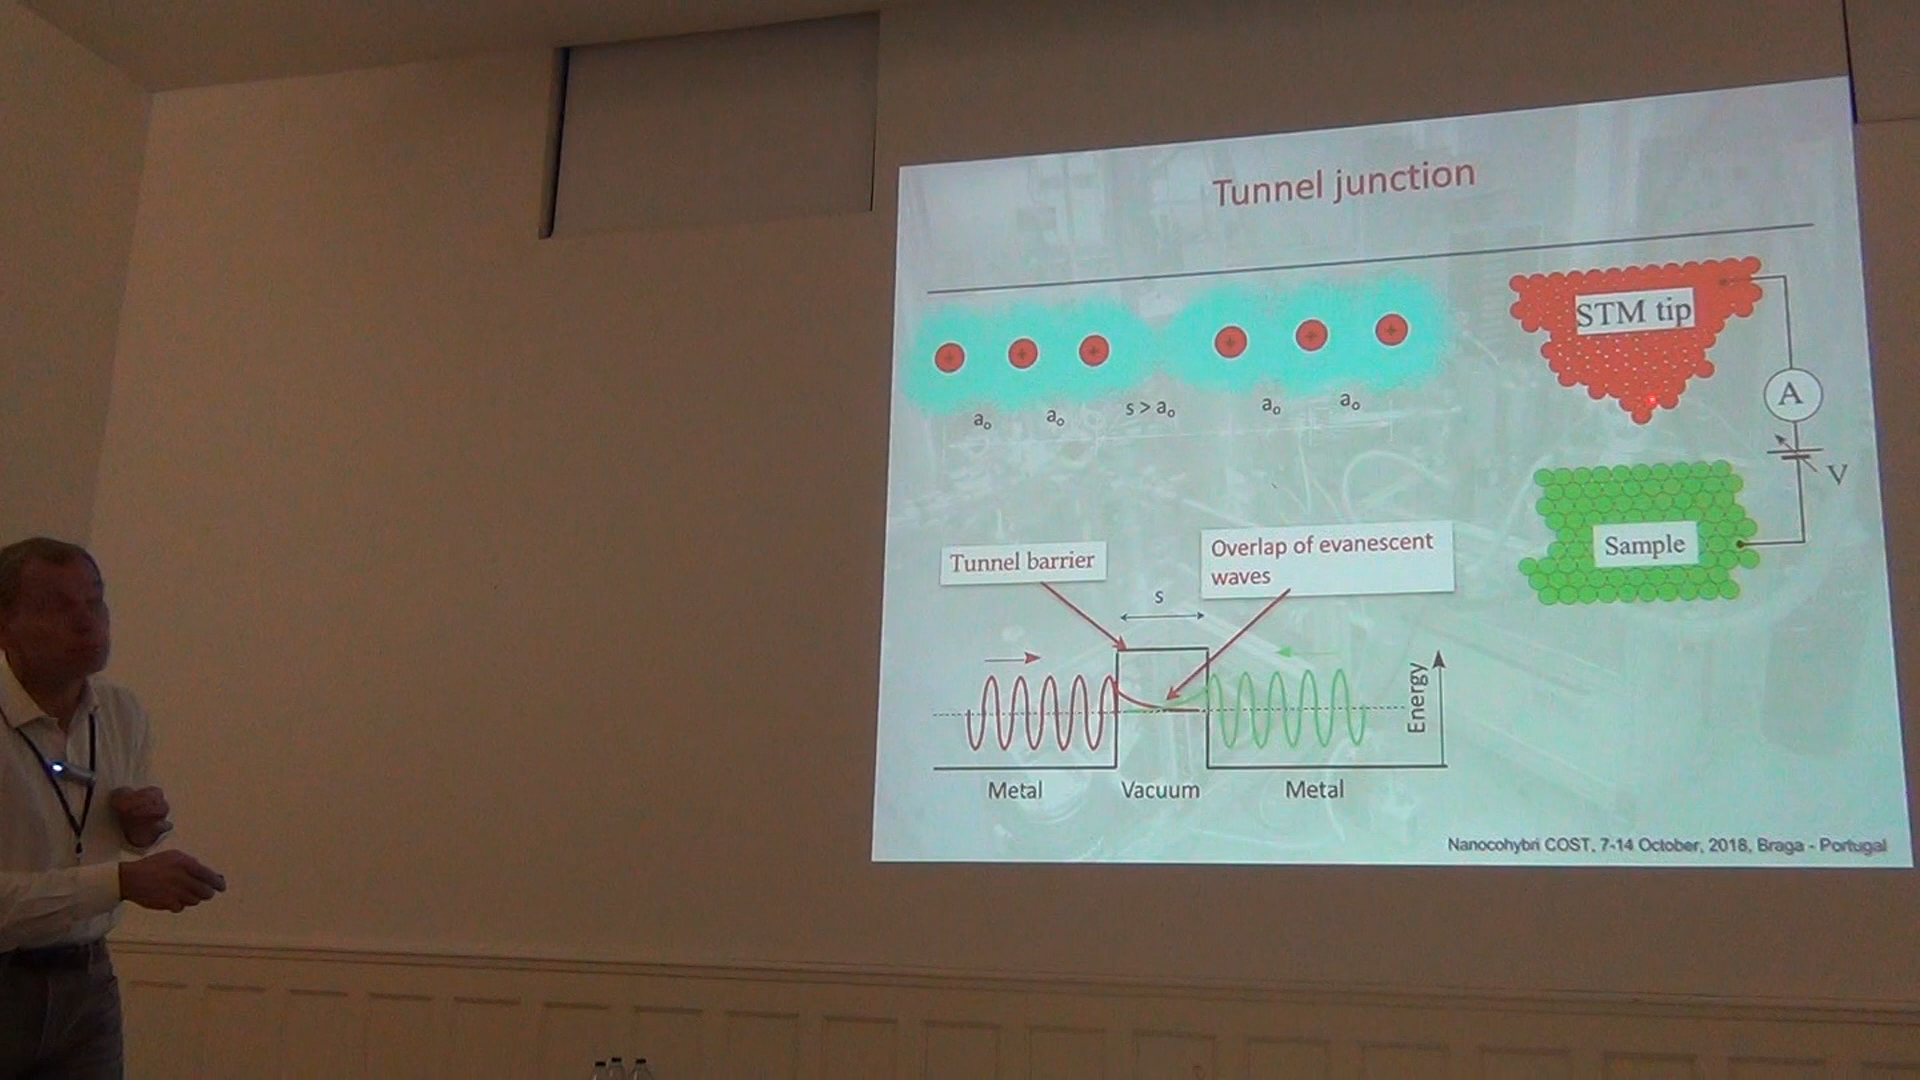 Tunnel junction
STM tip
+ + + + + +
a₀ a₀ s > a₀ a₀ a₀
A
V
Sample
Tunnel barrier
Overlap of evanescent
waves
s
Energy
Metal Vacuum Metal
Nanocohybri COST, 7-14 October, 2018, Braga - Portugal